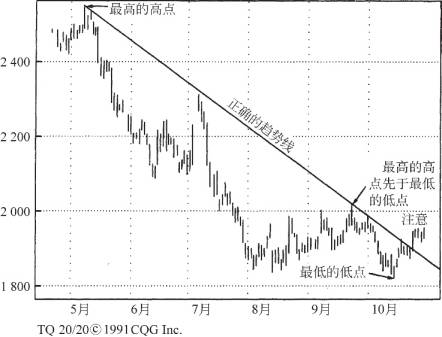 最高的高点
2 400
正确的趋势线
2 200
最高的高
点先于最低
的低点
2 000
注意
最低的低点
1 800
5月 6月 7月 8月 9月 10月
TQ 20/20©1991CQG Inc.